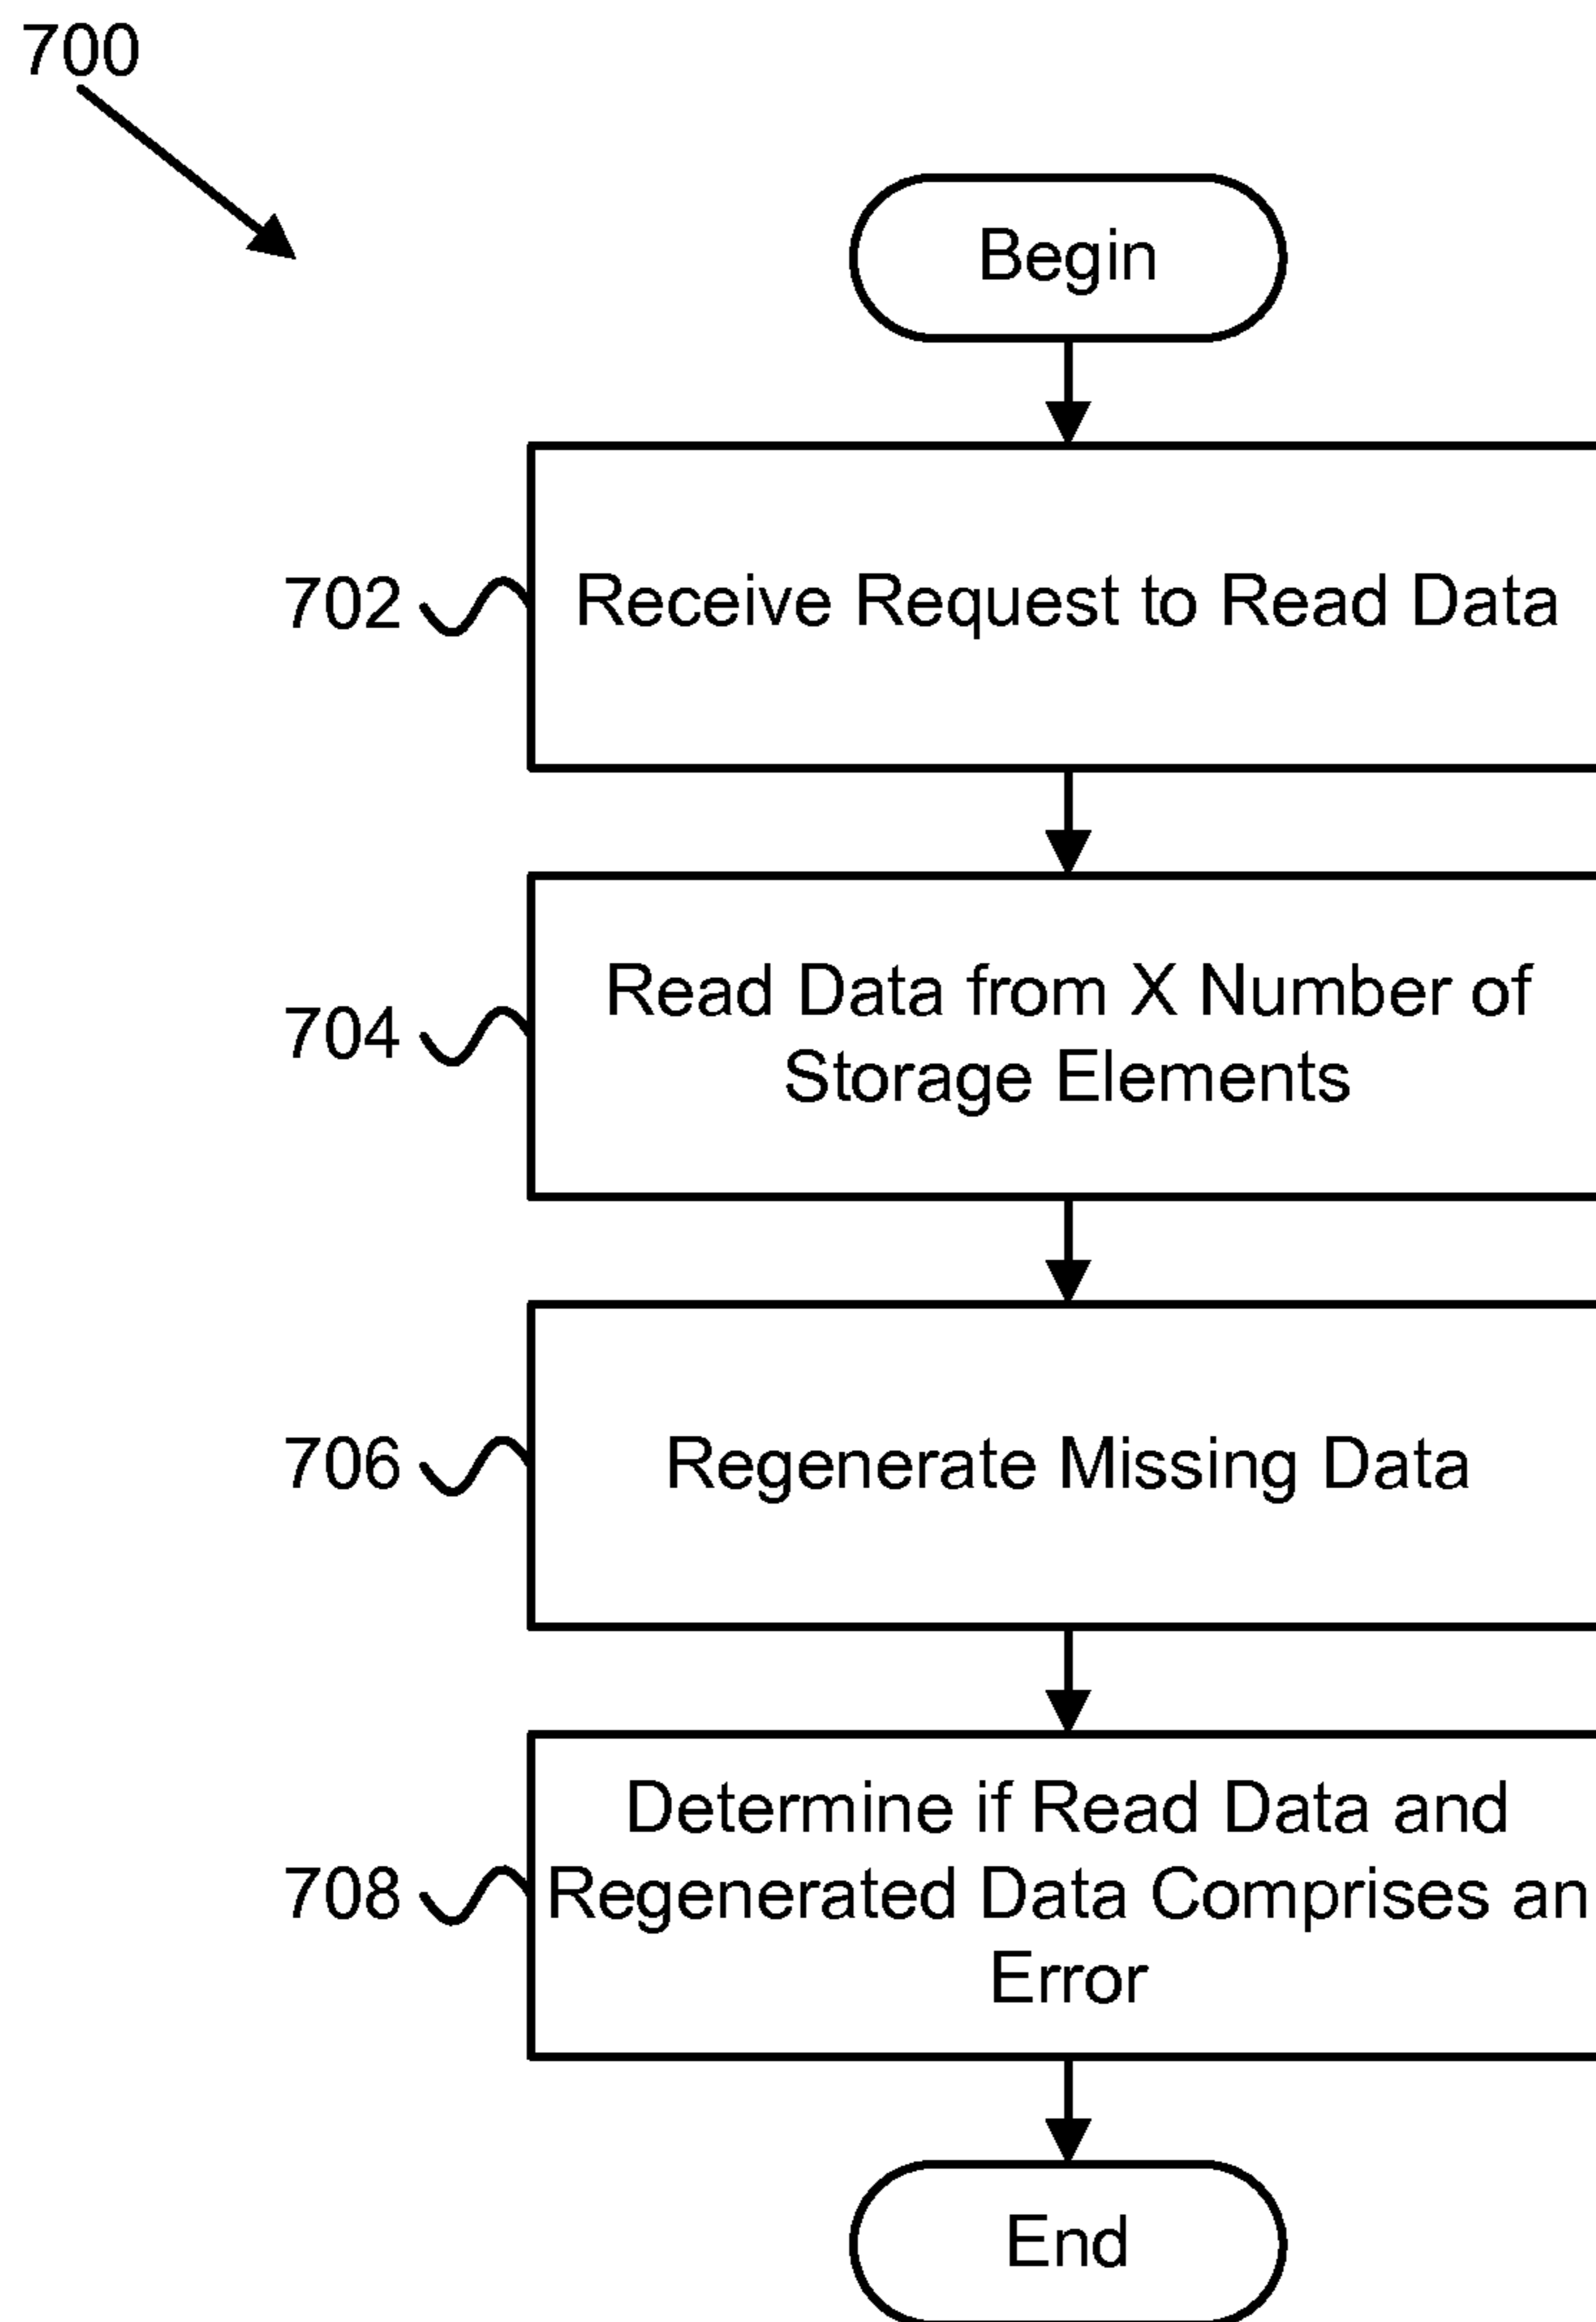 700
Begin
702
Receive Request to Read Data
704
Read Data from X Number of
Storage Elements
706
Regenerate Missing Data
708
Determine if Read Data and
Regenerated Data Comprises an
Error
End